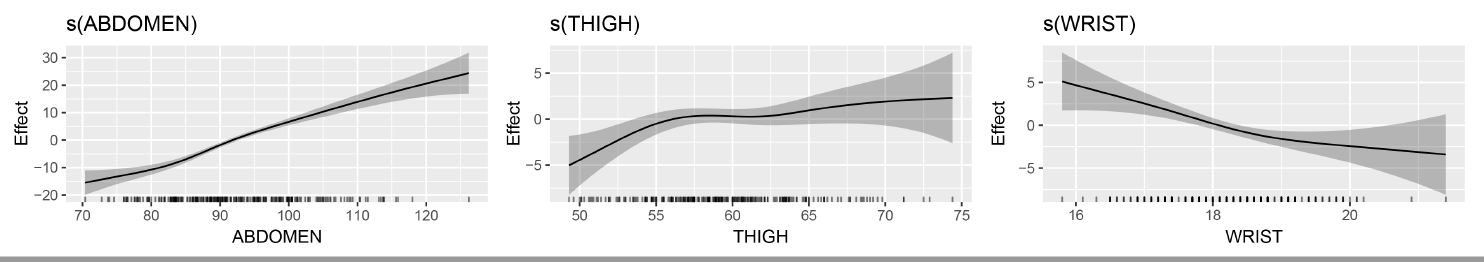 s(ABDOMEN)
30
20
10
0
−10
−20
Effect
70 80 90 100 110 120
ABDOMEN
s(THIGH)
5
0
−5
Effect
50 55 60 65 70 75
THIGH
s(WRIST)
5
0
−5
Effect
16 18 20
WRIST